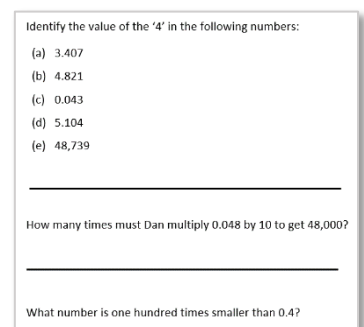 Identify the value of the ‘4’ in the following numbers:
(a) 3.407
(b) 4.821
(c) 0.043
(d) 5.104
(e) 48,739
How many times must Dan multiply 0.048 by 10 to get 48,000?
What number is one hundred times smaller than 0.4?